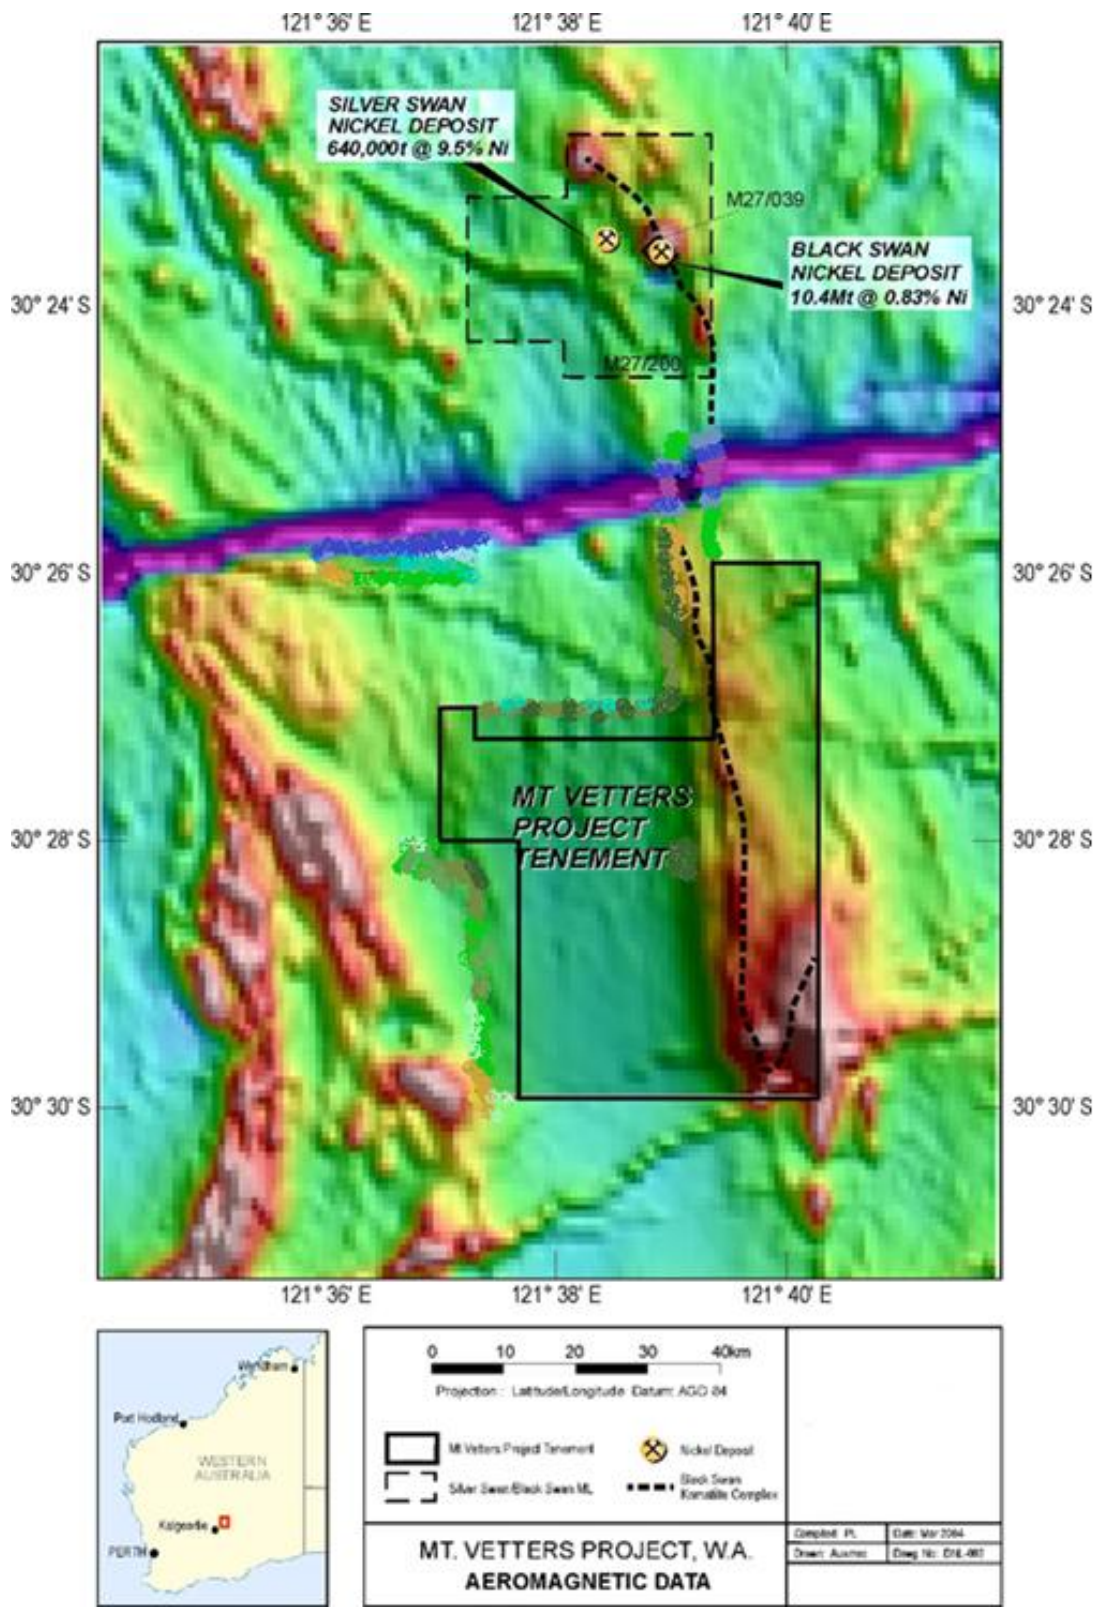 121° 36' E 121° 38' E 121° 40' E
SILVER SWAN
NICKEL DEPOSIT
640,000t @ 9.5% Ni
M27/039
BLACK SWAN
NICKEL DEPOSIT
10.4Mt @ 0.83% Ni
30° 24' S 30° 24' S
M27/200
30° 26' S 30° 26' S
MT VETTERS
PROJECT
TENEMENT
30° 28' S 30° 28' S
30° 30' S 30° 30' S
121° 36' E 121° 38' E 121° 40' E
Wyndham
Port Hedland
WESTERN
AUSTRALIA
Kalgoorlie
PERTH
0 10 20 30 40km
Projection : Latitude/Longitude Datum: AGD 84
Mt Vetters Project Tenement
Nickel Deposit
Silver Swan/Black Swan ML
Black Swan
Komatiite Complex
MT. VETTERS PROJECT, W.A.
AEROMAGNETIC DATA
Compiled: PL
Date: Mar 2004
Drawn:
Dwg No: